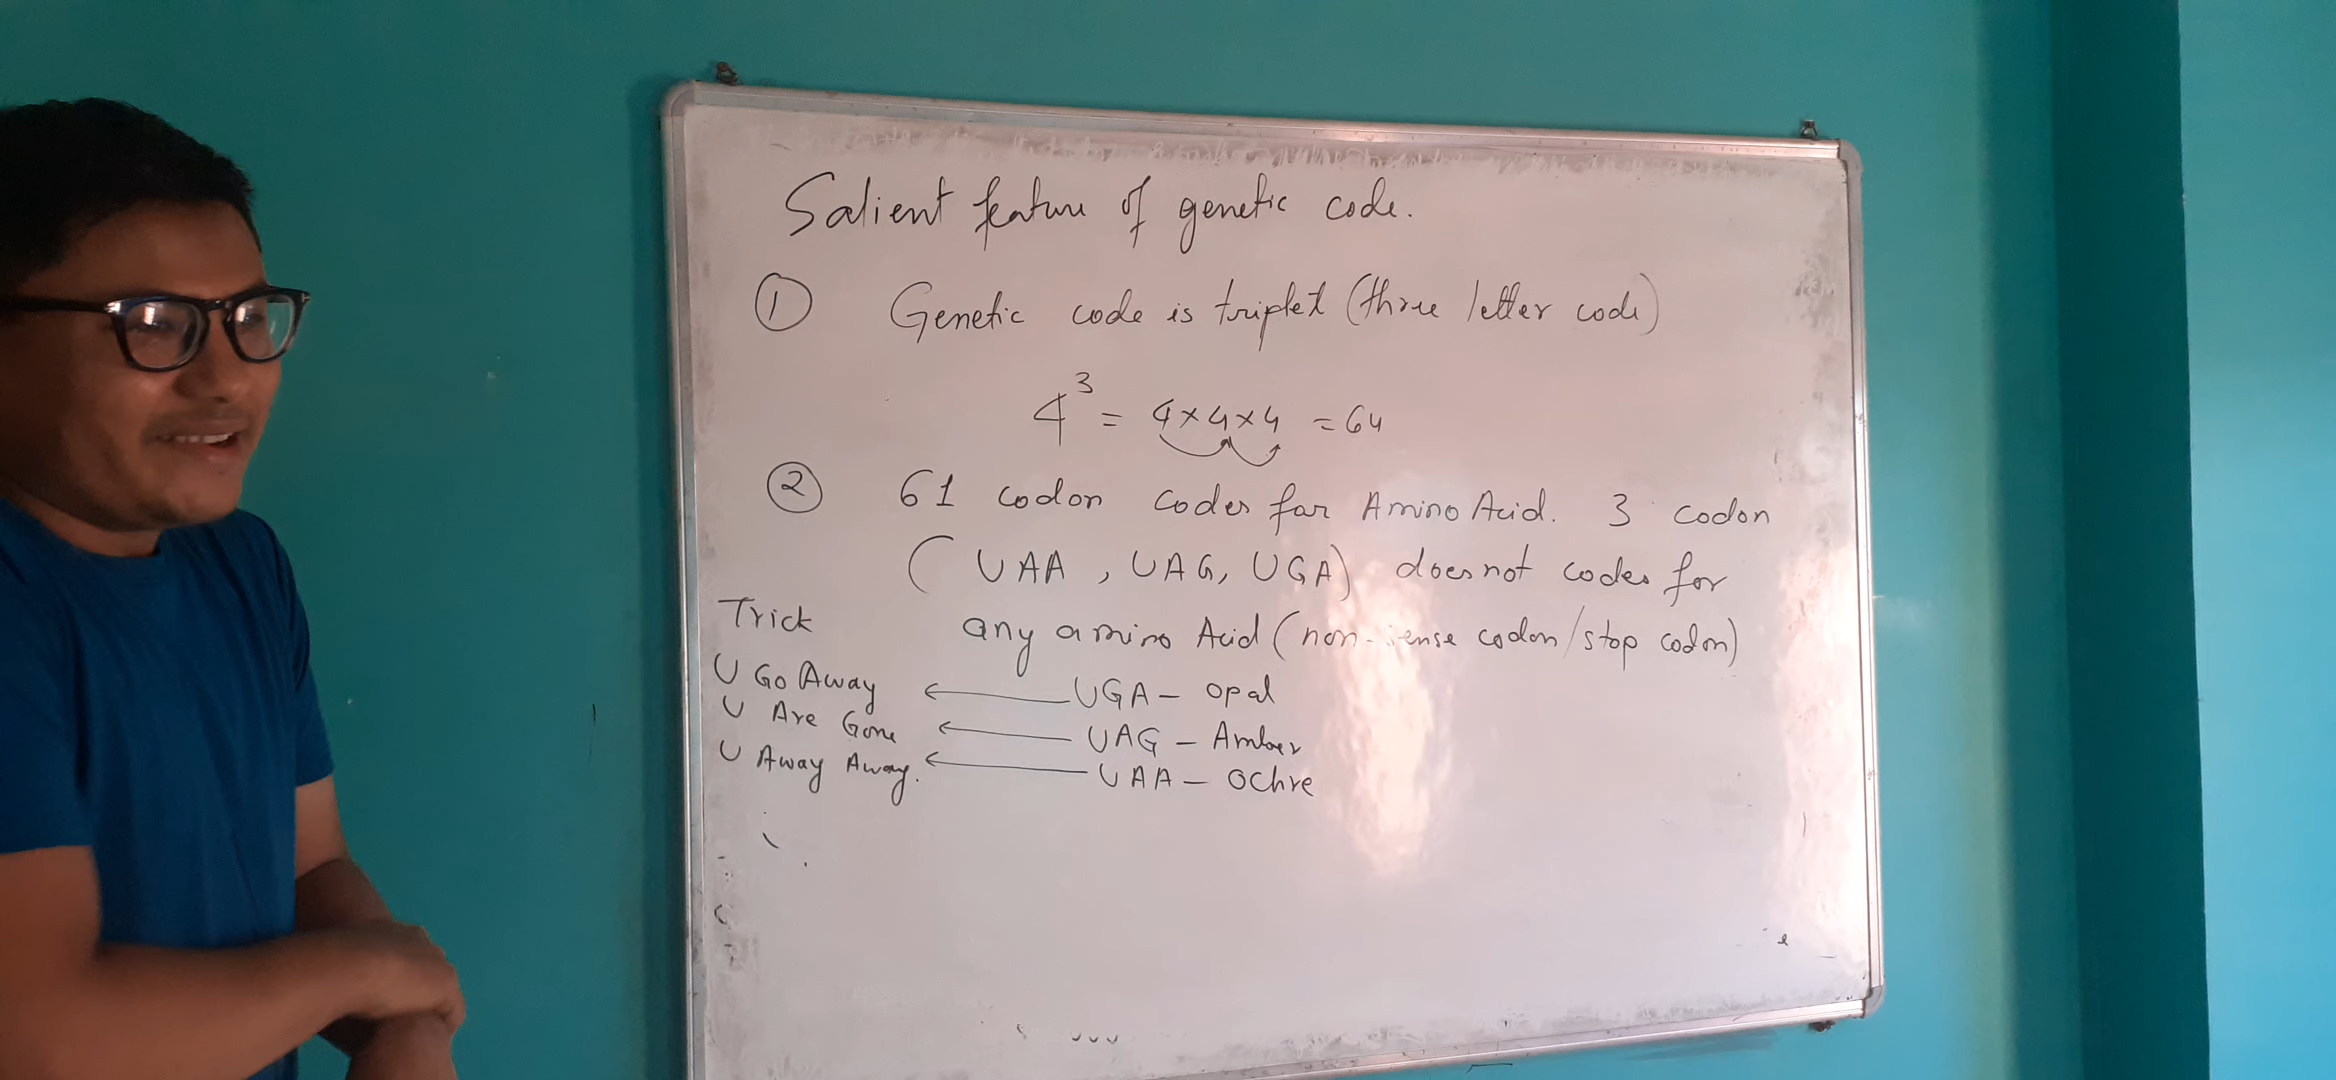 Salient feature of genetic code.
① Genetic code is triplet (three letter code)
4³ = 4×4×4 = 64
② 61 codon codes for Amino Acid. 3 codon
( UAA , UAG, UGA) does not codes for
any amino Acid (non-sense codon/stop codon)
Trick
U Go Away ← UGA – opal
U Are Gone ← UAG – Amber
U Away Away. ← UAA – Ochre